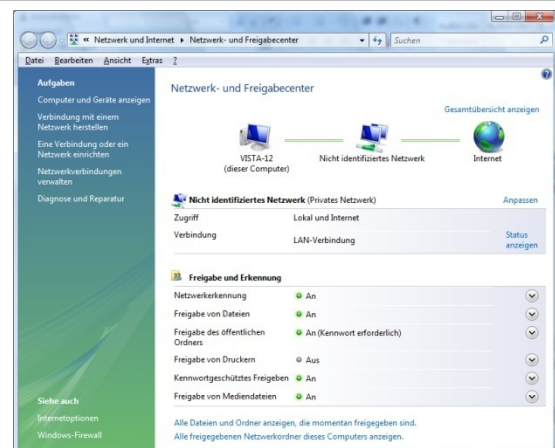 « Netzwerk und Internet ▸ Netzwerk- und Freigabecenter
Suchen
Datei Bearbeiten Ansicht Extras ?
Aufgaben
Computer und Geräte anzeigen
Verbindung mit einem
Netzwerk herstellen
Eine Verbindung oder ein
Netzwerk einrichten
Netzwerkverbindungen
verwalten
Diagnose und Reparatur
Siehe auch
Internetoptionen
Windows-Firewall
Netzwerk- und Freigabecenter
Gesamtübersicht anzeigen
VISTA-12
(dieser Computer)
Nicht identifiziertes Netzwerk
Internet
Nicht identifiziertes Netzwerk (Privates Netzwerk) Anpassen
Zugriff Lokal und Internet
Verbindung LAN-Verbindung Status
anzeigen
Freigabe und Erkennung
Netzwerkerkennung An
Freigabe von Dateien An
Freigabe des öffentlichen An (Kennwort erforderlich)
Ordners
Freigabe von Druckern Aus
Kennwortgeschütztes Freigeben An
Freigabe von Mediendateien An
Alle Dateien und Ordner anzeigen, die momentan freigegeben sind.
Alle freigegebenen Netzwerkordner dieses Computers anzeigen.